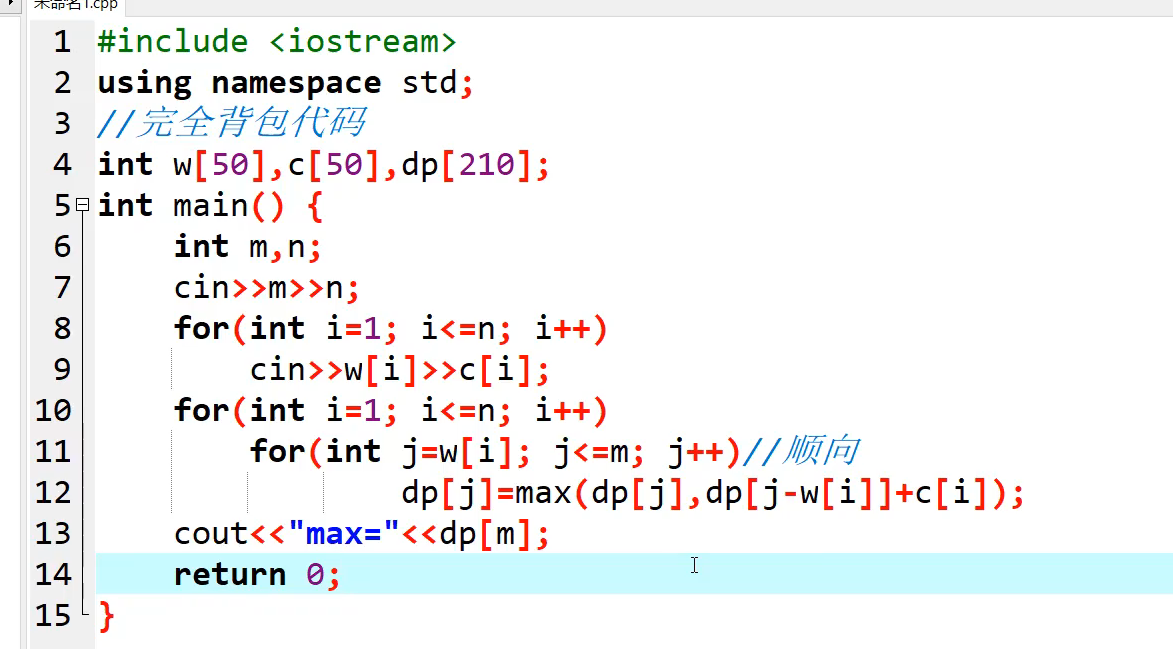 未命名1.cpp
1 #include <iostream>
2 using namespace std;
3 //完全背包代码
4 int w[50],c[50],dp[210];
5 int main() {
6     int m,n;
7     cin>>m>>n;
8     for(int i=1; i<=n; i++)
9         cin>>w[i]>>c[i];
10     for(int i=1; i<=n; i++)
11         for(int j=w[i]; j<=m; j++)//顺向
12                 dp[j]=max(dp[j],dp[j-w[i]]+c[i]);
13     cout<<"max="<<dp[m];
14     return 0;
15 }